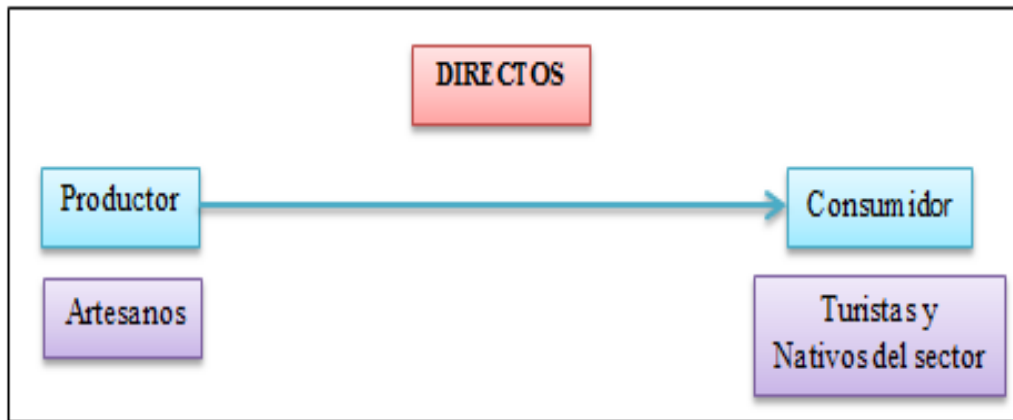 DIRECTOS
Productor
Consumidor
Artesanos
Turistas y
Nativos del sector